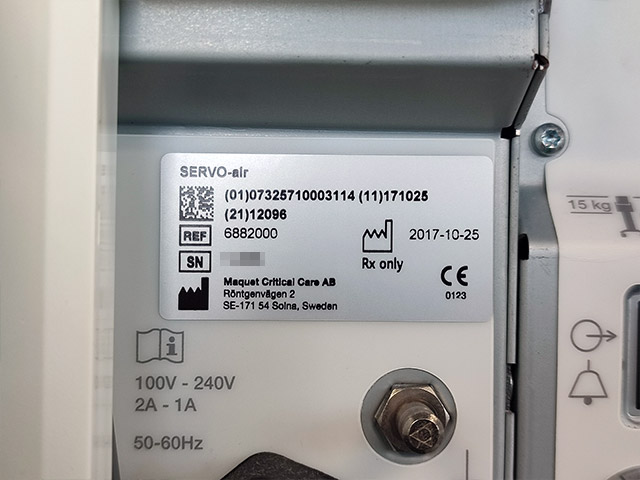 SERVO-air
(01)07325710003114 (11)171025
(21)12096
REF 6882000
2017-10-25
SN
Rx only
Maquet Critical Care AB
Röntgenvägen 2
SE-171 54 Solna, Sweden
CE
0123
15 kg
i
100V - 240V
2A - 1A
50-60Hz